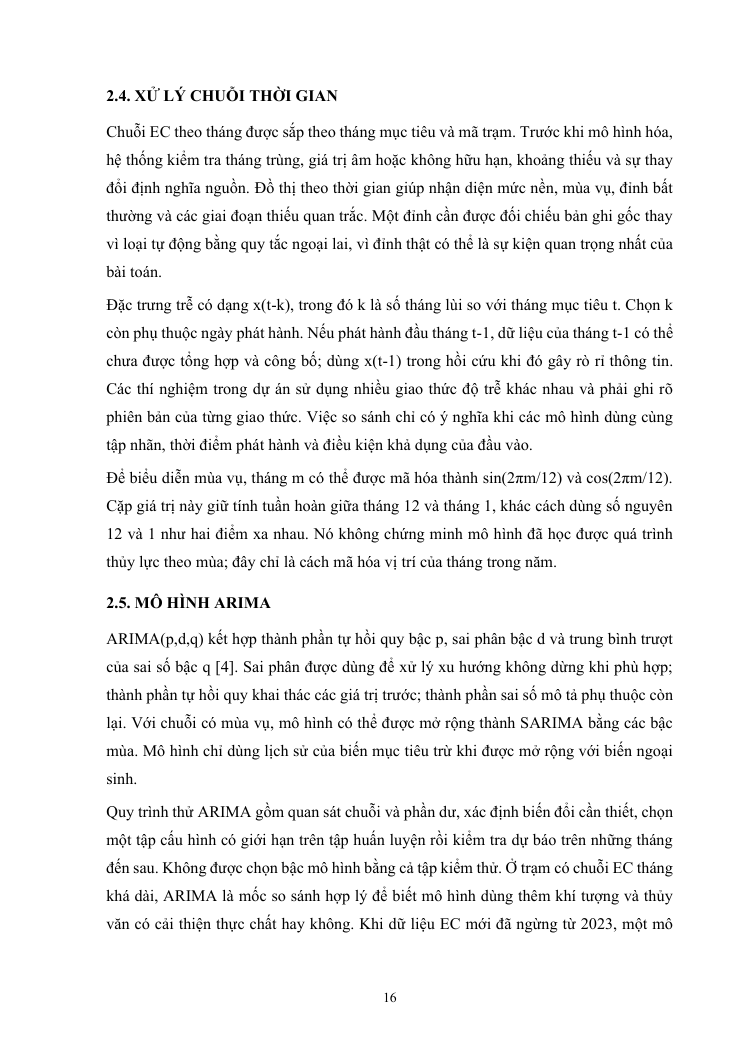 2.4. XỬ LÝ CHUỖI THỜI GIAN
Chuỗi EC theo tháng được sắp theo tháng mục tiêu và mã trạm. Trước khi mô hình hóa,
hệ thống kiểm tra tháng trùng, giá trị âm hoặc không hữu hạn, khoảng thiếu và sự thay
đổi định nghĩa nguồn. Đồ thị theo thời gian giúp nhận diện mức nền, mùa vụ, đỉnh bất
thường và các giai đoạn thiếu quan trắc. Một đỉnh cần được đối chiếu bản ghi gốc thay
vì loại tự động bằng quy tắc ngoại lai, vì đỉnh thật có thể là sự kiện quan trọng nhất của
bài toán.
Đặc trưng trễ có dạng x(t-k), trong đó k là số tháng lùi so với tháng mục tiêu t. Chọn k
còn phụ thuộc ngày phát hành. Nếu phát hành đầu tháng t-1, dữ liệu của tháng t-1 có thể
chưa được tổng hợp và công bố; dùng x(t-1) trong hồi cứu khi đó gây rò rỉ thông tin.
Các thí nghiệm trong dự án sử dụng nhiều giao thức độ trễ khác nhau và phải ghi rõ
phiên bản của từng giao thức. Việc so sánh chỉ có ý nghĩa khi các mô hình dùng cùng
tập nhãn, thời điểm phát hành và điều kiện khả dụng của đầu vào.
Để biểu diễn mùa vụ, tháng m có thể được mã hóa thành sin(2πm/12) và cos(2πm/12).
Cặp giá trị này giữ tính tuần hoàn giữa tháng 12 và tháng 1, khác cách dùng số nguyên
12 và 1 như hai điểm xa nhau. Nó không chứng minh mô hình đã học được quá trình
thủy lực theo mùa; đây chỉ là cách mã hóa vị trí của tháng trong năm.
2.5. MÔ HÌNH ARIMA
ARIMA(p,d,q) kết hợp thành phần tự hồi quy bậc p, sai phân bậc d và trung bình trượt
của sai số bậc q [4]. Sai phân được dùng để xử lý xu hướng không dừng khi phù hợp;
thành phần tự hồi quy khai thác các giá trị trước; thành phần sai số mô tả phụ thuộc còn
lại. Với chuỗi có mùa vụ, mô hình có thể được mở rộng thành SARIMA bằng các bậc
mùa. Mô hình chỉ dùng lịch sử của biến mục tiêu trừ khi được mở rộng với biến ngoại
sinh.
Quy trình thử ARIMA gồm quan sát chuỗi và phần dư, xác định biến đổi cần thiết, chọn
một tập cấu hình có giới hạn trên tập huấn luyện rồi kiểm tra dự báo trên những tháng
đến sau. Không được chọn bậc mô hình bằng cả tập kiểm thử. Ở trạm có chuỗi EC tháng
khá dài, ARIMA là mốc so sánh hợp lý để biết mô hình dùng thêm khí tượng và thủy
văn có cải thiện thực chất hay không. Khi dữ liệu EC mới đã ngừng từ 2023, một mô
16